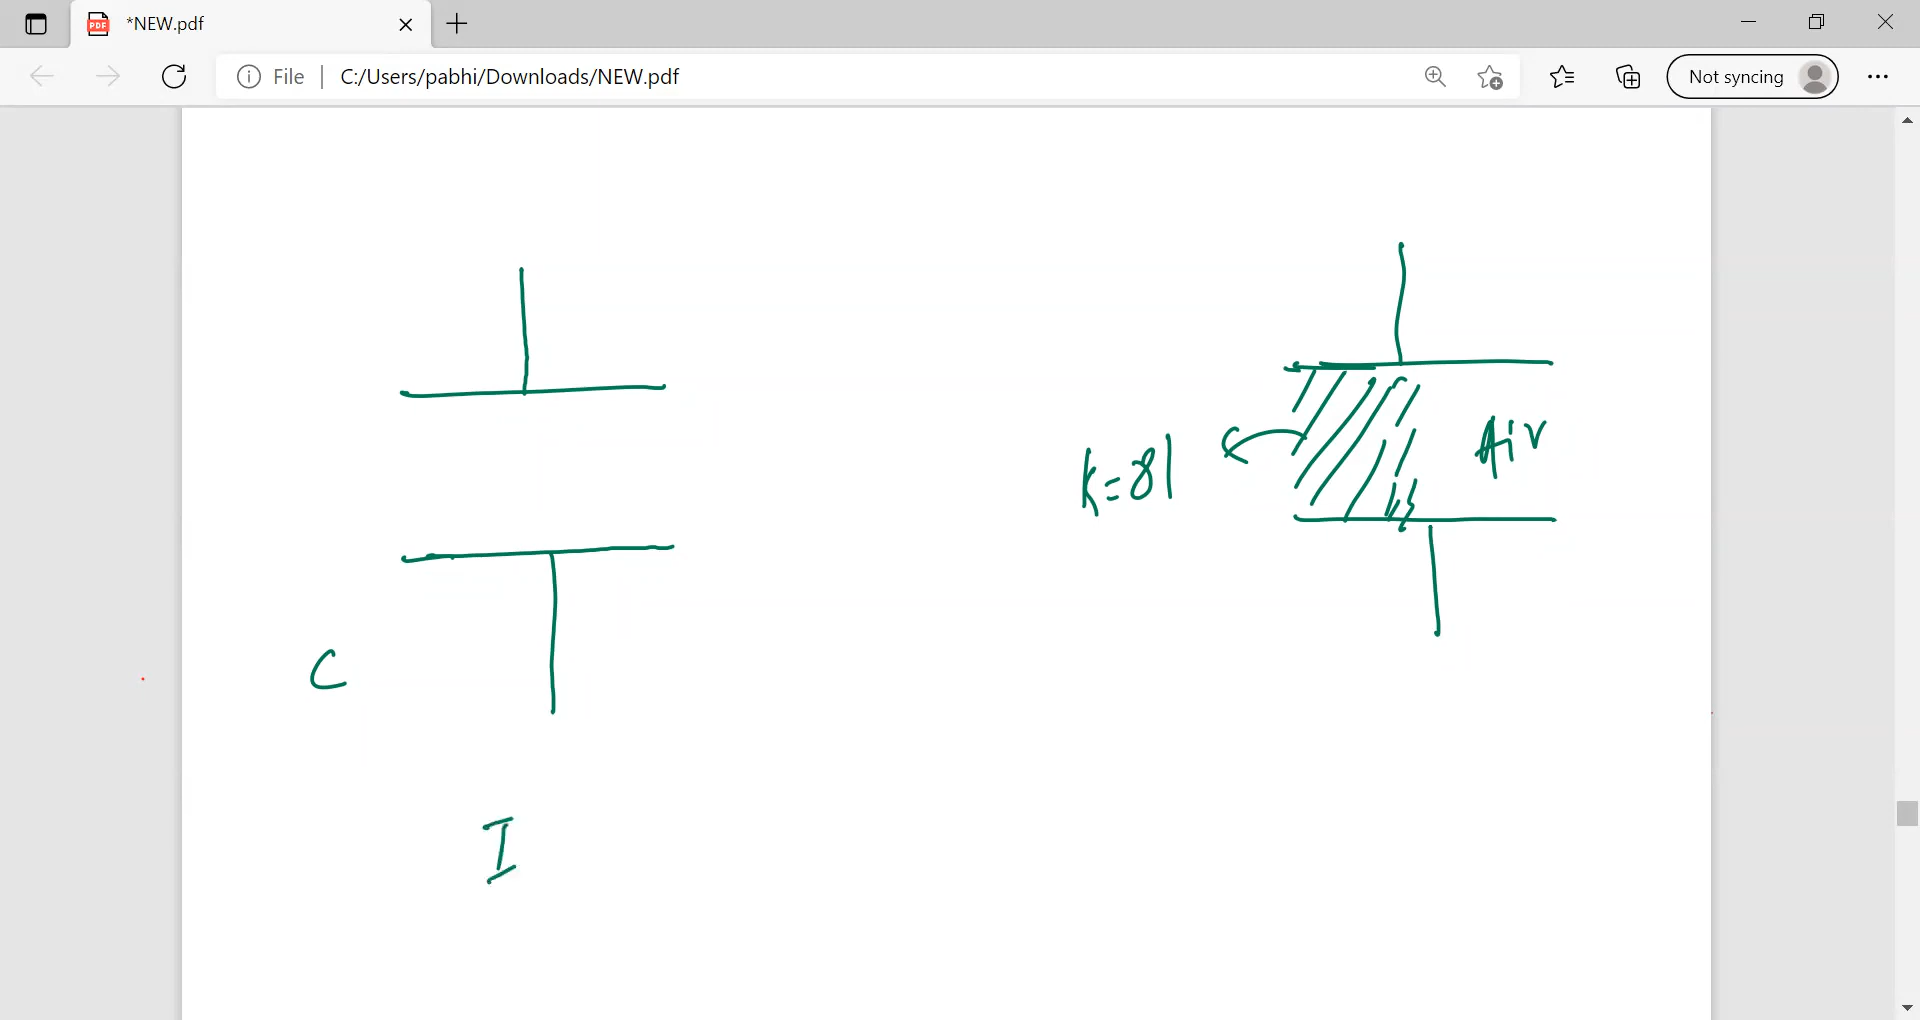 *NEW.pdf
File | C:/Users/pabhi/Downloads/NEW.pdf
Not syncing
Air
k=81
C
I